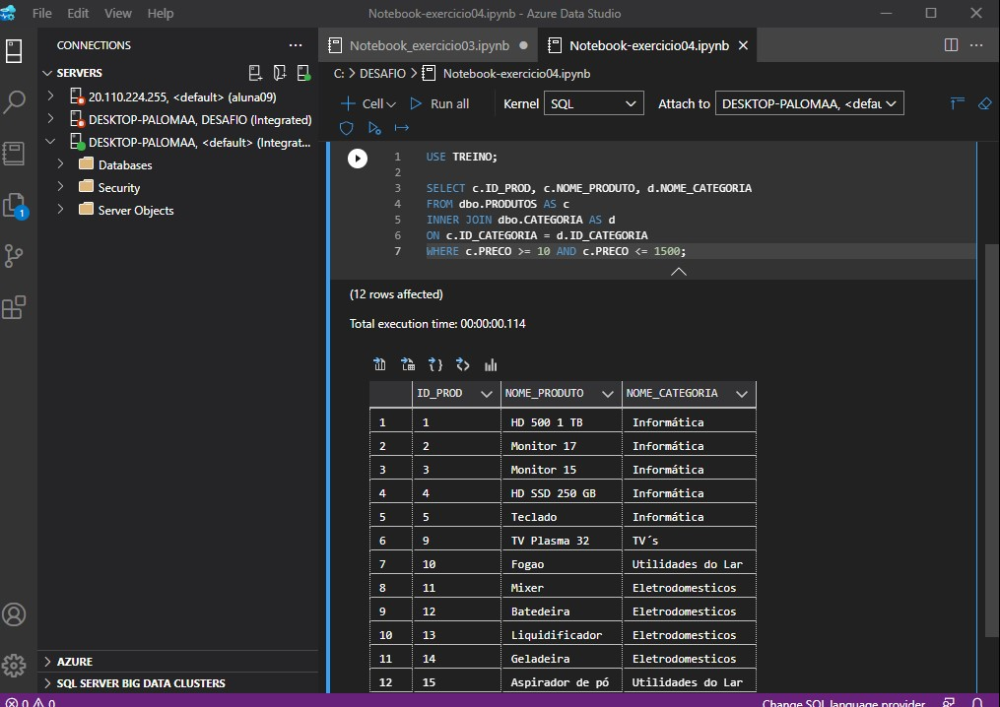 File Edit View Help Notebook-exercicio04.ipynb - Azure Data Studio
CONNECTIONS
SERVERS
20.110.224.255, <default> (aluna09)
DESKTOP-PALOMAA, DESAFIO (Integrated)
DESKTOP-PALOMAA, <default> (Integrat...
Databases
Security
Server Objects
1
AZURE
SQL SERVER BIG DATA CLUSTERS
Notebook_exercicio03.ipynb
Notebook-exercicio04.ipynb
C: > DESAFIO > Notebook-exercicio04.ipynb
Cell Run all Kernel SQL Attach to DESKTOP-PALOMAA, <defau
1 USE TREINO;
2
3 SELECT c.ID_PROD, c.NOME_PRODUTO, d.NOME_CATEGORIA
4 FROM dbo.PRODUTOS AS c
5 INNER JOIN dbo.CATEGORIA AS d
6 ON c.ID_CATEGORIA = d.ID_CATEGORIA
7 WHERE c.PRECO >= 10 AND c.PRECO <= 1500;
(12 rows affected)
Total execution time: 00:00:00.114
ID_PROD NOME_PRODUTO NOME_CATEGORIA
1 1 HD 500 1 TB Informática
2 2 Monitor 17 Informática
3 3 Monitor 15 Informática
4 4 HD SSD 250 GB Informática
5 5 Teclado Informática
6 9 TV Plasma 32 TV´s
7 10 Fogao Utilidades do Lar
8 11 Mixer Eletrodomesticos
9 12 Batedeira Eletrodomesticos
10 13 Liquidificador Eletrodomesticos
11 14 Geladeira Eletrodomesticos
12 15 Aspirador de pó Utilidades do Lar
0 0 Change SQL language provider